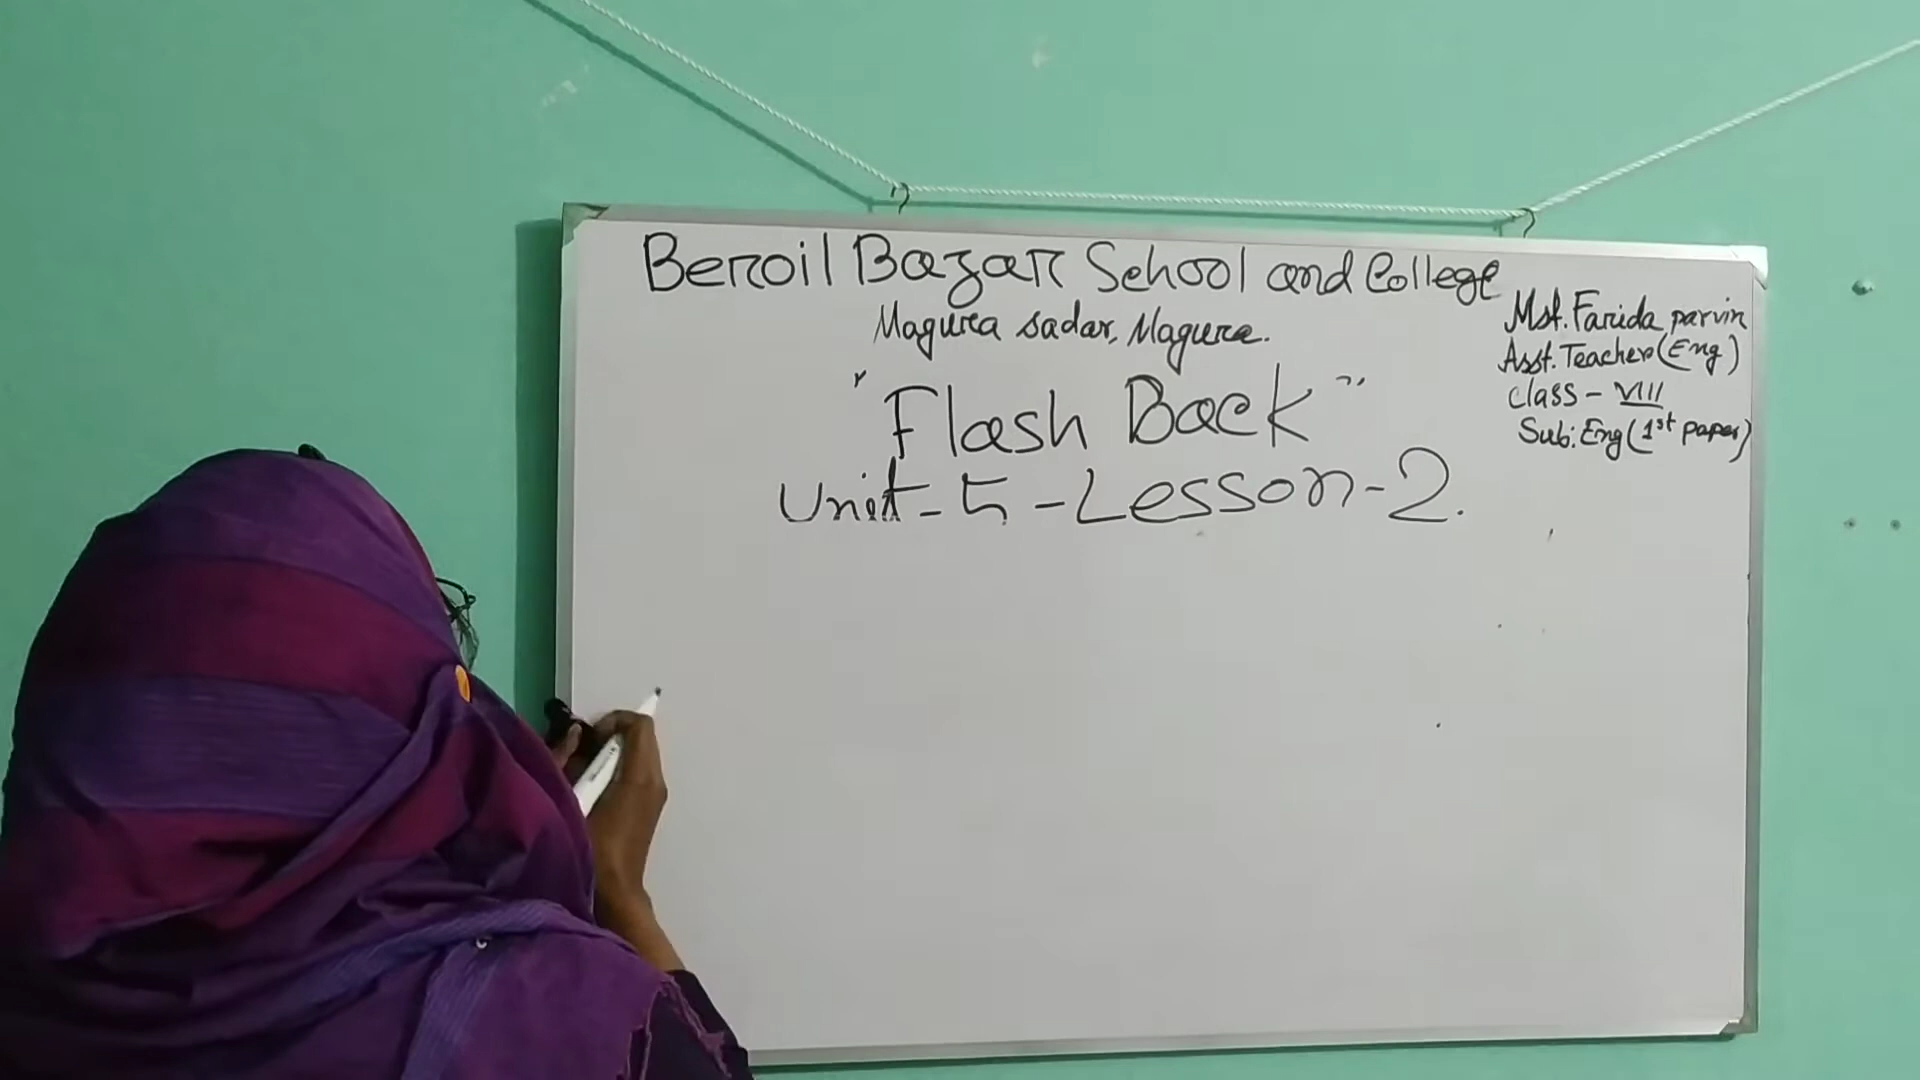 Beroil Bazar School and College
Magura sadar, Magura.
"Flash Back"
Unit-5-Lesson-2.
Mst. Farida parvin
Asst. Teacher(Eng)
Class-VIII
Sub: Eng(1st paper)